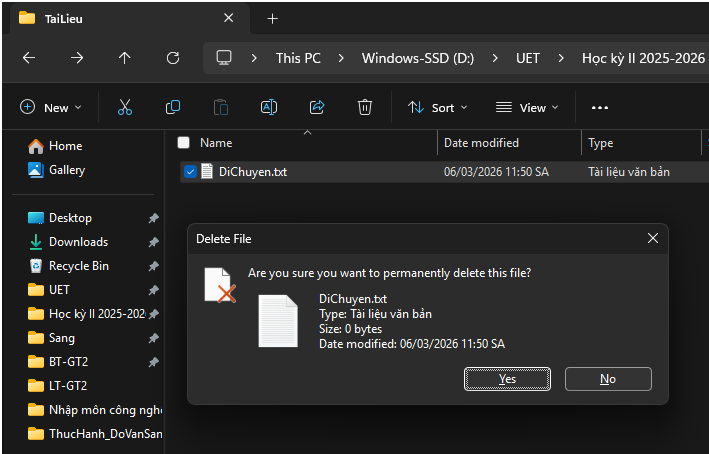 TaiLieu
This PC > Windows-SSD (D:) > UET > Học kỳ II 2025-2026
New Sort View
Name Date modified Type
DiChuyen.txt 06/03/2026 11:50 SA Tài liệu văn bản
Home
Gallery
Desktop
Downloads
Recycle Bin
UET
Học kỳ II 2025-202
Sang
BT-GT2
LT-GT2
Nhập môn công ngh
ThucHanh_DoVanSan
Delete File
Are you sure you want to permanently delete this file?
DiChuyen.txt
Type: Tài liệu văn bản
Size: 0 bytes
Date modified: 06/03/2026 11:50 SA
Yes No